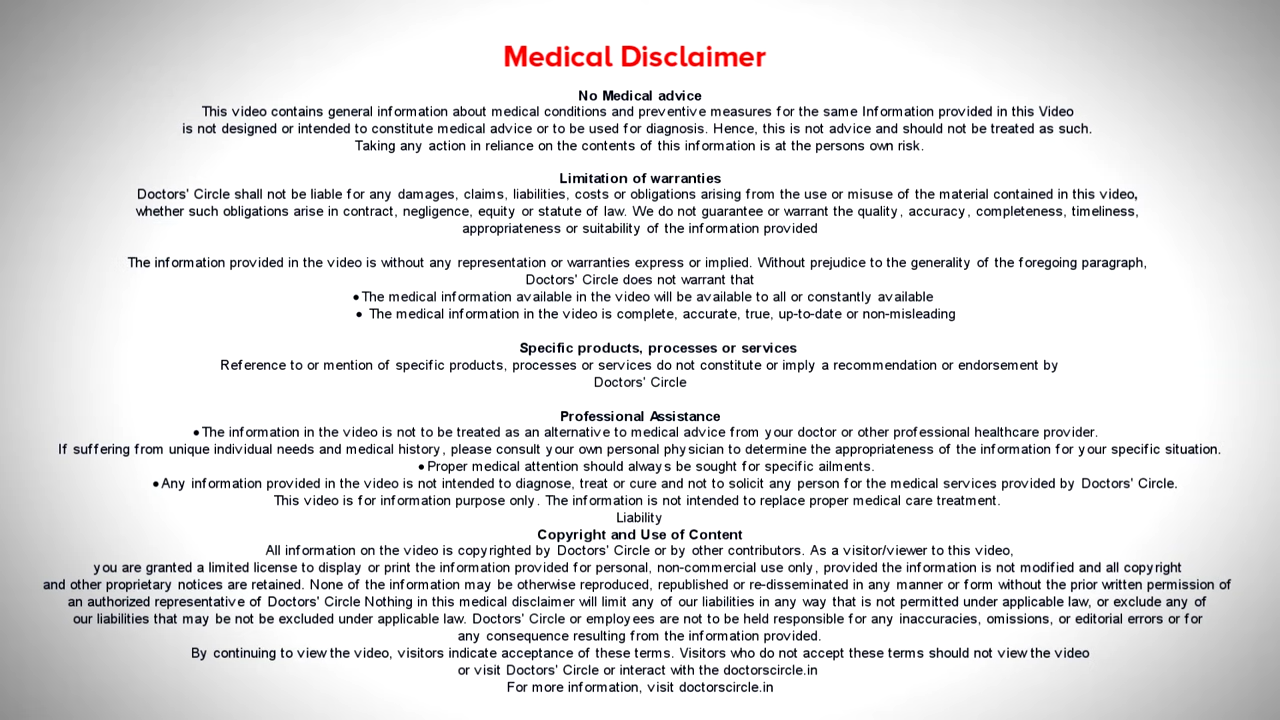 Medical Disclaimer
No Medical advice
This video contains general information about medical conditions and preventive measures for the same Information provided in this Video
is not designed or intended to constitute medical advice or to be used for diagnosis. Hence, this is not advice and should not be treated as such.
Taking any action in reliance on the contents of this information is at the persons own risk.
Limitation of warranties
Doctors' Circle shall not be liable for any damages, claims, liabilities, costs or obligations arising from the use or misuse of the material contained in this video,
whether such obligations arise in contract, negligence, equity or statute of law. We do not guarantee or warrant the quality, accuracy, completeness, timeliness,
appropriateness or suitability of the information provided
The information provided in the video is without any representation or warranties express or implied. Without prejudice to the generality of the foregoing paragraph,
Doctors' Circle does not warrant that
• The medical information available in the video will be available to all or constantly available
• The medical information in the video is complete, accurate, true, up-to-date or non-misleading
Specific products, processes or services
Reference to or mention of specific products, processes or services do not constitute or imply a recommendation or endorsement by
Doctors' Circle
Professional Assistance
• The information in the video is not to be treated as an alternative to medical advice from your doctor or other professional healthcare provider.
If suffering from unique individual needs and medical history, please consult your own personal physician to determine the appropriateness of the information for your specific situation.
• Proper medical attention should always be sought for specific ailments.
• Any information provided in the video is not intended to diagnose, treat or cure and not to solicit any person for the medical services provided by Doctors' Circle.
This video is for information purpose only. The information is not intended to replace proper medical care treatment.
Liability
Copyright and Use of Content
All information on the video is copyrighted by Doctors' Circle or by other contributors. As a visitor/viewer to this video,
you are granted a limited license to display or print the information provided for personal, non-commercial use only, provided the information is not modified and all copyright
and other proprietary notices are retained. None of the information may be otherwise reproduced, republished or re-disseminated in any manner or form without the prior written permission of
an authorized representative of Doctors' Circle Nothing in this medical disclaimer will limit any of our liabilities in any way that is not permitted under applicable law, or exclude any of
our liabilities that may be not be excluded under applicable law. Doctors' Circle or employees are not to be held responsible for any inaccuracies, omissions, or editorial errors or for
any consequence resulting from the information provided.
By continuing to view the video, visitors indicate acceptance of these terms. Visitors who do not accept these terms should not view the video
or visit Doctors' Circle or interact with the doctorscircle.in
For more information, visit doctorscircle.in